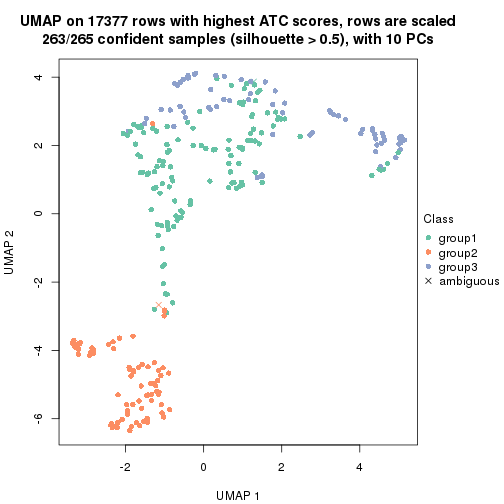 UMAP on 17377 rows with highest ATC scores, rows are scaled
263/265 confident samples (silhouette > 0.5), with 10 PCs
4
2
0
-2
-4
-6
UMAP 2
-2
0
2
4
UMAP 1
Class
group1
group2
group3
ambiguous